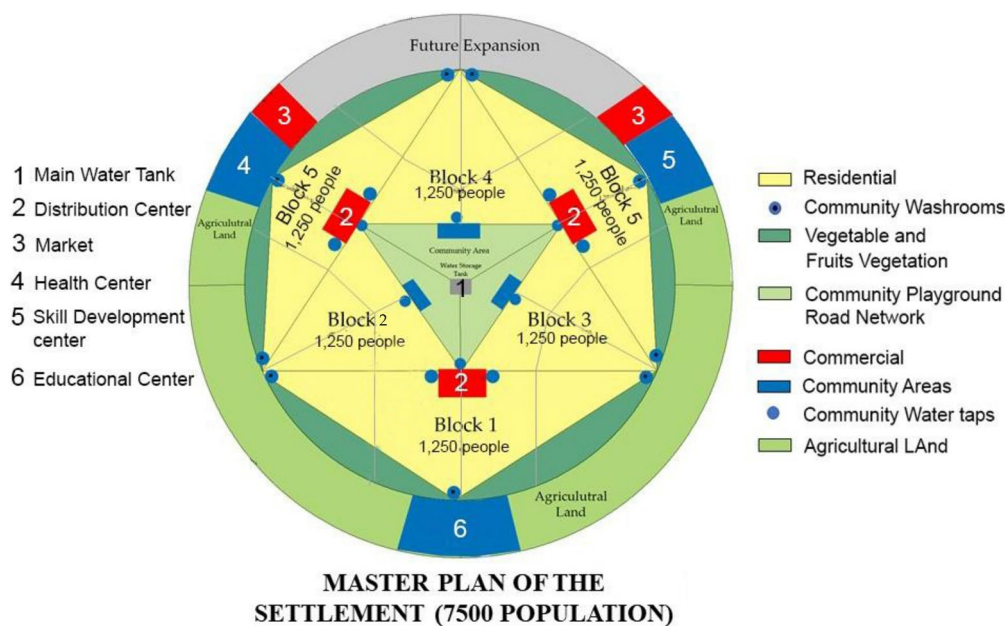 Future Expansion
3
3
4
5
1 Main Water Tank
2 Distribution Center
3 Market
4 Health Center
5 Skill Development
center
6 Educational Center
Block 5
1,250 people
Block 4
1,250 people
Block 5
1,250 people
2
2
Agriculutral
Land
Agriculutral
Land
Community Area
Water Storage
Tank
1
Block 2
1,250 people
Block 3
1,250 people
2
Block 1
1,250 people
Agriculutral
Land
6
Residential
Community Washrooms
Vegetable and
Fruits Vegetation
Community Playground
Road Network
Commercial
Community Areas
Community Water taps
Agricultural LAnd
MASTER PLAN OF THE
SETTLEMENT (7500 POPULATION)